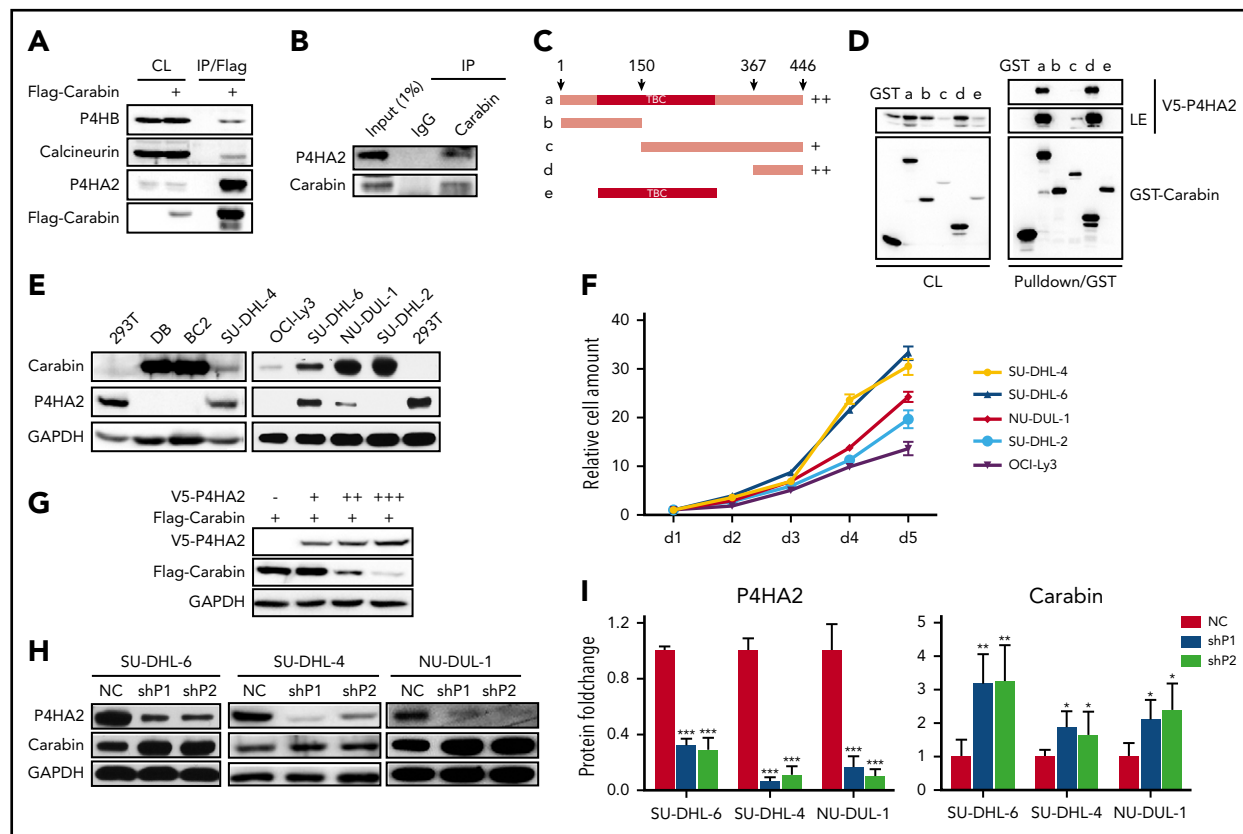 A
CL IP/Flag
Flag-Carabin + +
P4HB
Calcineurin
P4HA2
Flag-Carabin
B
IP
Input (1%) IgG Carabin
P4HA2
Carabin
C
1 150 367 446
a TBC ++
b
c +
d ++
e TBC
D
GST a b c d e
GST a b c d e
LE
V5-P4HA2
GST-Carabin
CL
Pulldown/GST
E
293T DB BC2 SU-DHL-4 OCI-Ly3 SU-DHL-6 NU-DUL-1 SU-DHL-2 293T
Carabin
P4HA2
GAPDH
F
Relative cell amount
40
30
20
10
0
d1 d2 d3 d4 d5
SU-DHL-4
SU-DHL-6
NU-DUL-1
SU-DHL-2
OCI-Ly3
G
V5-P4HA2 - + ++ +++
Flag-Carabin + + + +
V5-P4HA2
Flag-Carabin
GAPDH
H
SU-DHL-6 SU-DHL-4 NU-DUL-1
NC shP1 shP2 NC shP1 shP2 NC shP1 shP2
P4HA2
Carabin
GAPDH
I
P4HA2
Protein foldchange
1.2
0.8
0.4
0.0
*** *** *** *** *** ***
SU-DHL-6 SU-DHL-4 NU-DUL-1
Carabin
5
4
3
2
1
0
** ** * * * *
SU-DHL-6 SU-DHL-4 NU-DUL-1
NC
shP1
shP2